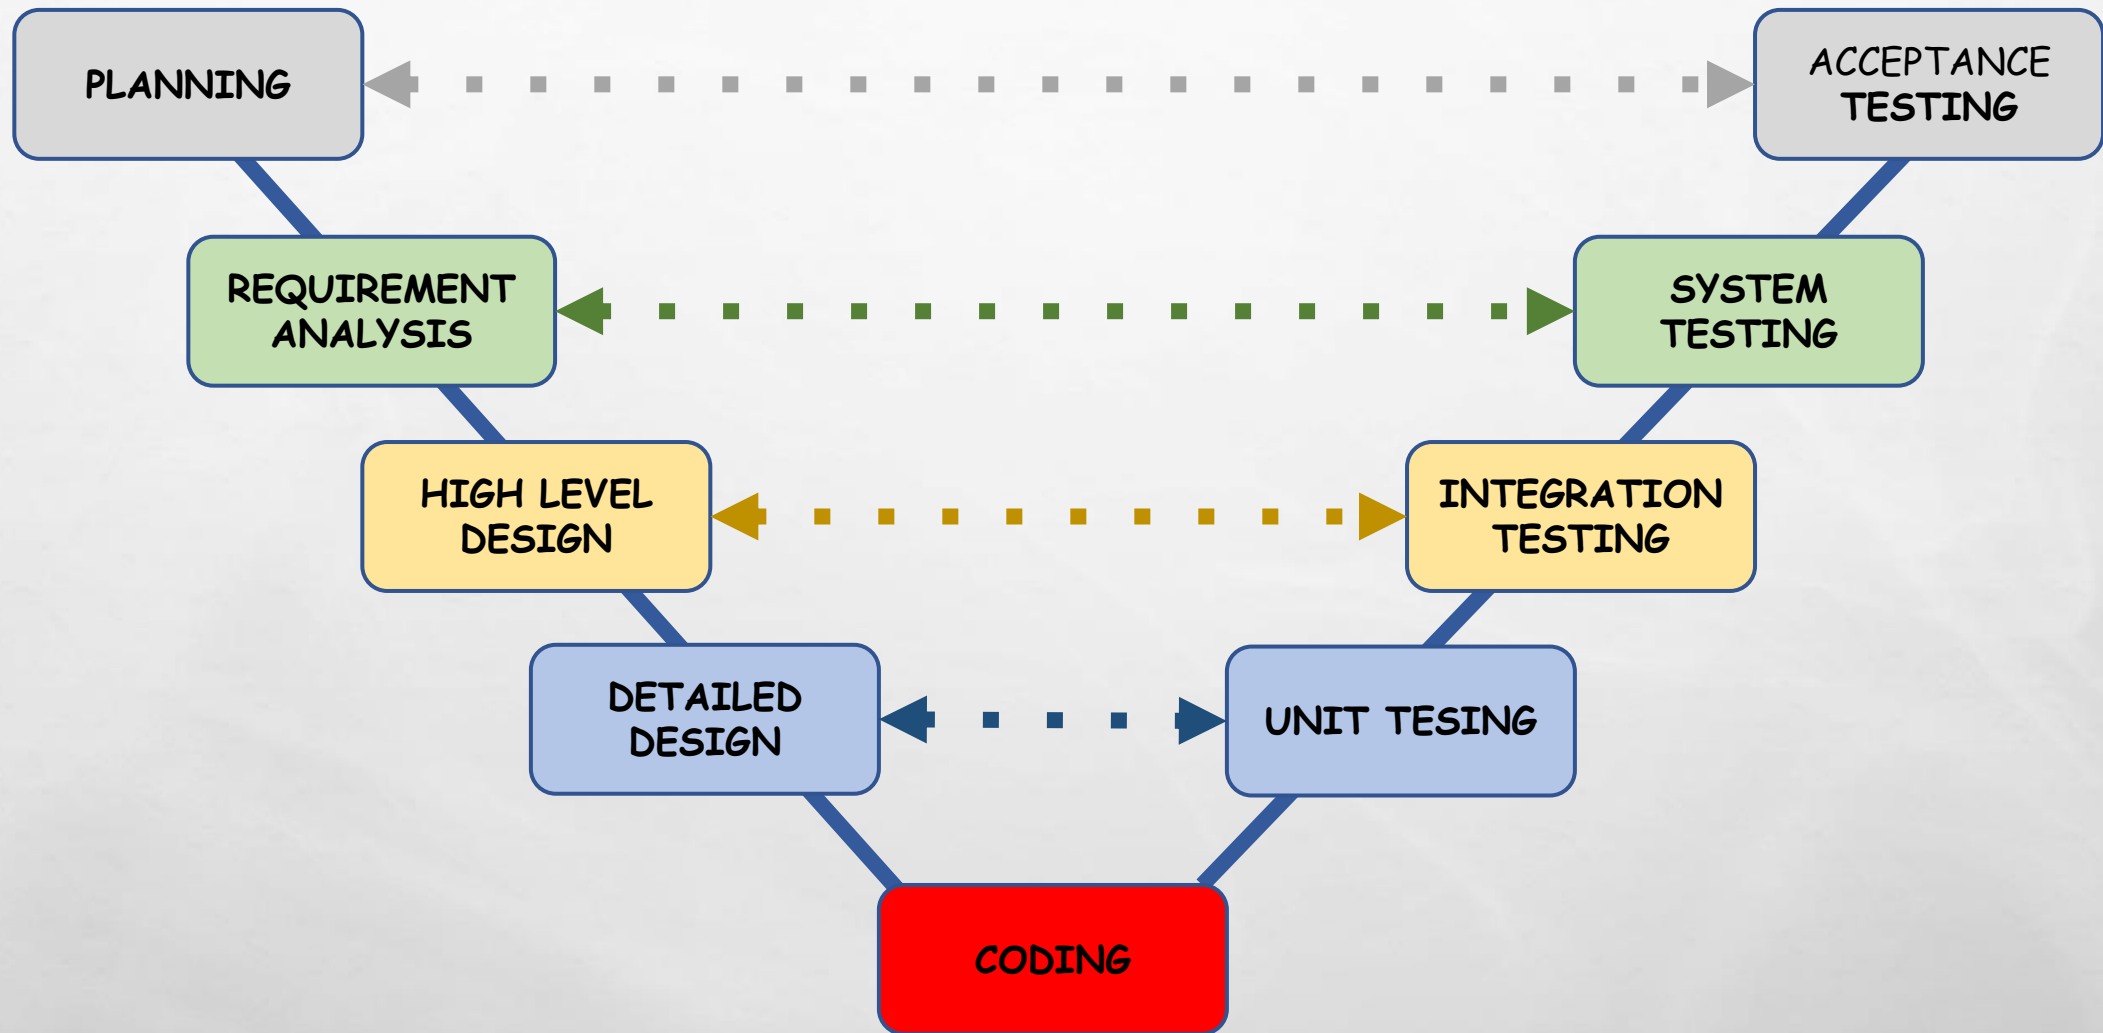 PLANNING
ACCEPTANCE
TESTING
REQUIREMENT
ANALYSIS
SYSTEM
TESTING
HIGH LEVEL
DESIGN
INTEGRATION
TESTING
DETAILED
DESIGN
UNIT TESING
CODING